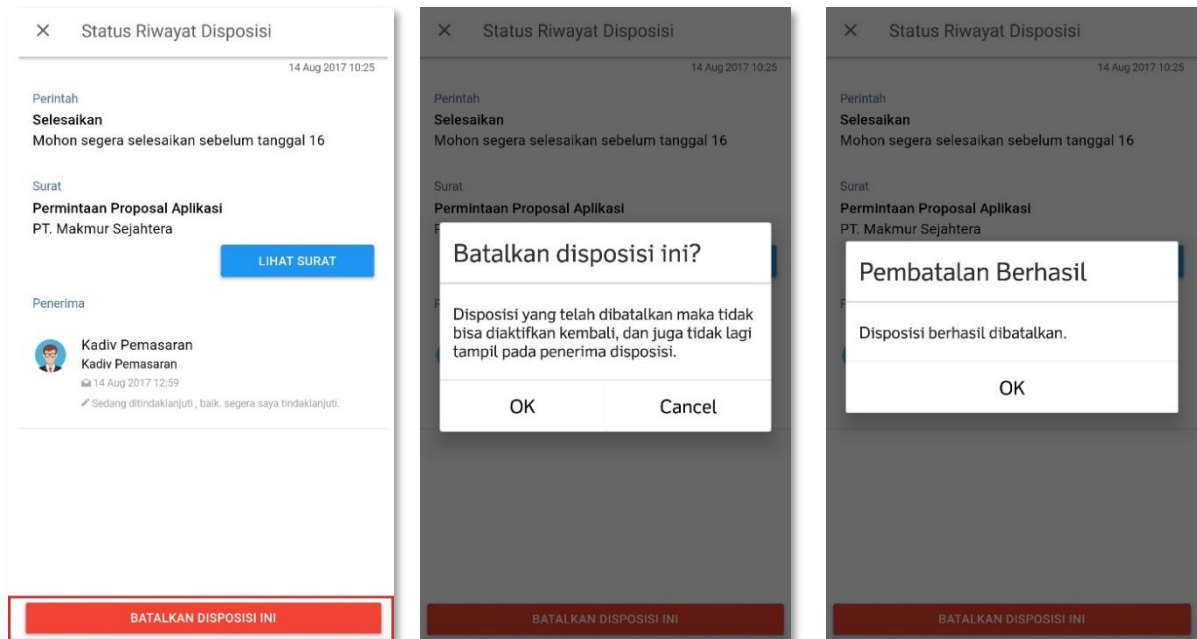 Status Riwayat Disposisi
14 Aug 2017 10:25
Perintah
Selesaikan
Mohon segera selesaikan sebelum tanggal 16
Surat
Permintaan Proposal Aplikasi
PT. Makmur Sejahtera
LIHAT SURAT
Penerima
Kadiv Pemasaran
Kadiv Pemasaran
14 Aug 2017 12:59
Sedang ditindaklanjuti , baik. segera saya tindaklanjuti.
BATALKAN DISPOSISI INI
Status Riwayat Disposisi
14 Aug 2017 10:25
Perintah
Selesaikan
Mohon segera selesaikan sebelum tanggal 16
Surat
Permintaan Proposal Aplikasi
Batalkan disposisi ini?
Disposisi yang telah dibatalkan maka tidak
bisa diaktifkan kembali, dan juga tidak lagi
tampil pada penerima disposisi.
OK Cancel
BATALKAN DISPOSISI INI
Status Riwayat Disposisi
14 Aug 2017 10:25
Perintah
Selesaikan
Mohon segera selesaikan sebelum tanggal 16
Surat
Permintaan Proposal Aplikasi
PT. Makmur Sejahtera
Pembatalan Berhasil
Disposisi berhasil dibatalkan.
OK
BATALKAN DISPOSISI INI